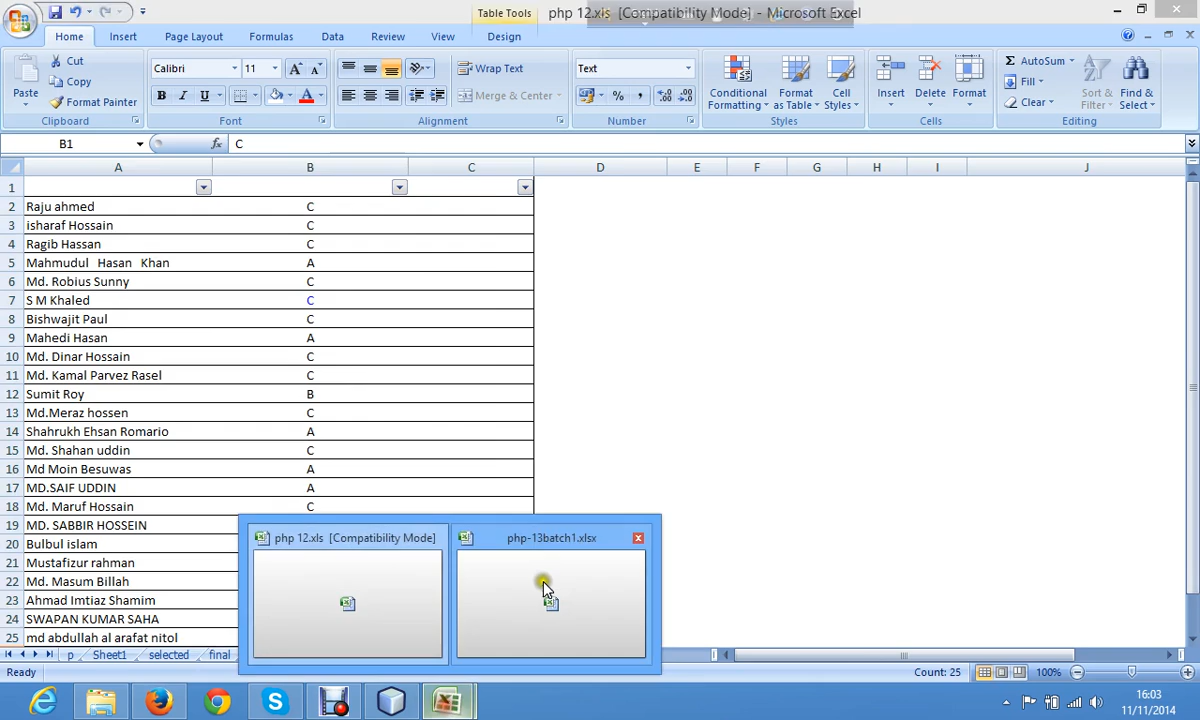 Table Tools
php 12.xls [Compatibility Mode] - Microsoft Excel
Home Insert Page Layout Formulas Data Review View Design
Paste
Cut
Copy
Format Painter
Clipboard
Calibri 11
B I U
Font
Wrap Text
Merge & Center
Alignment
Text
% ,
Number
Conditional Formatting
Format as Table
Cell Styles
Styles
Insert Delete Format
Cells
AutoSum
Fill
Clear
Sort & Filter
Find & Select
Editing
B1 fx C
A B C D E F G H I J
1
2 Raju ahmed C
3 isharaf Hossain C
4 Ragib Hassan C
5 Mahmudul Hasan Khan A
6 Md. Robius Sunny C
7 S M Khaled C
8 Bishwajit Paul C
9 Mahedi Hasan A
10 Md. Dinar Hossain C
11 Md. Kamal Parvez Rasel C
12 Sumit Roy B
13 Md.Meraz hossen C
14 Shahrukh Ehsan Romario A
15 Md. Shahan uddin C
16 Md Moin Besuwas A
17 MD.SAIF UDDIN A
18 Md. Maruf Hossain C
19 MD. SABBIR HOSSEIN
20 Bulbul islam
21 Mustafizur rahman
22 Md. Masum Billah
23 Ahmad Imtiaz Shamim
24 SWAPAN KUMAR SAHA
25 md abdullah al arafat nitol
php 12.xls [Compatibility Mode]
php-13batch1.xlsx
p Sheet1 selected final
Ready Count: 25 100%
16:03
11/11/2014